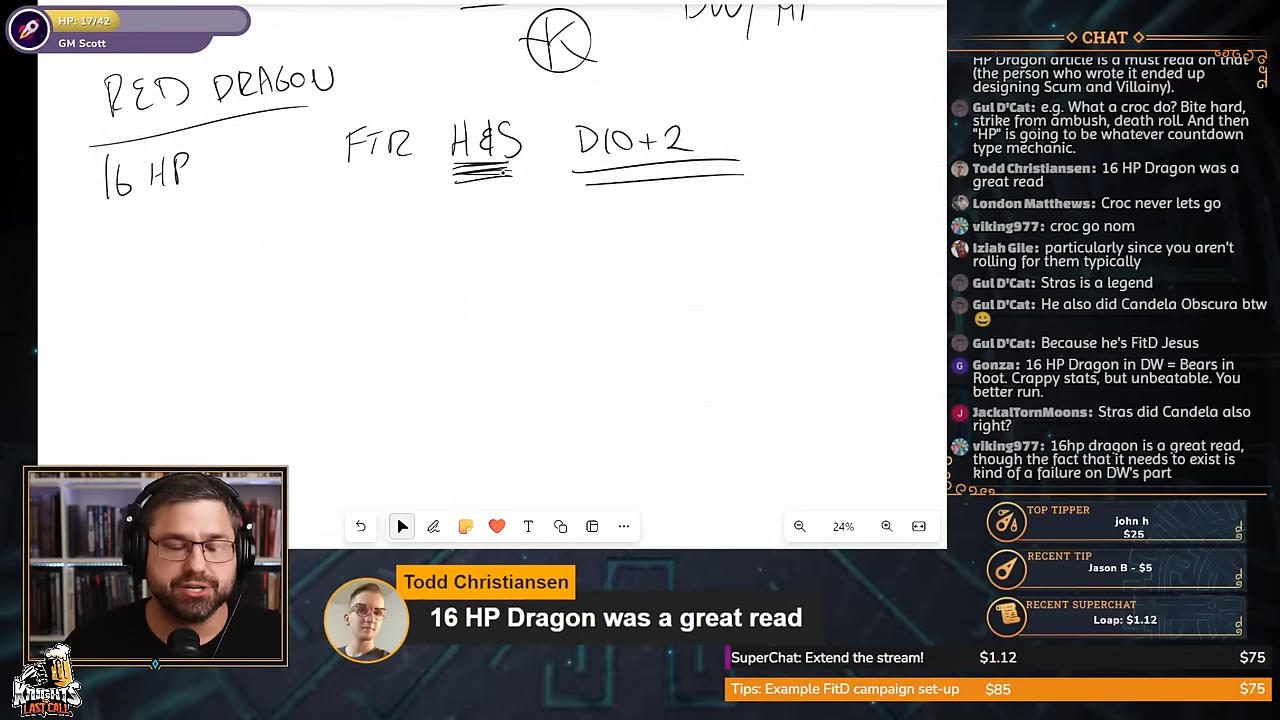 HP: 17/42
GM Scott
RED DRAGON
16 HP
FTR H&S D10+2
CHAT
HP Dragon article is a must read on that
(the person who wrote it ended up
designing Scum and Villainy).
Gul D'Cat: e.g. What a croc do? Bite hard,
strike from ambush, death roll. And then
"HP" is going to be whatever countdown
type mechanic.
Todd Christiansen: 16 HP Dragon was a
great read
London Matthews: Croc never lets go
viking977: croc go nom
Iziah Gile: particularly since you aren't
rolling for them typically
Gul D'Cat: Stras is a legend
Gul D'Cat: He also did Candela Obscura btw
😀
Gul D'Cat: Because he's FitD Jesus
G Gonza: 16 HP Dragon in DW = Bears in
Root. Crappy stats, but unbeatable. You
better run.
J JackalTornMoons: Stras did Candela also
right?
viking977: 16hp dragon is a great read,
though the fact that it needs to exist is
kind of a failure on DW's part
T
24%
TOP TIPPER
john h
$25
RECENT TIP
Jason B - $5
RECENT SUPERCHAT
Loap: $1.12
Todd Christiansen
16 HP Dragon was a great read
SuperChat: Extend the stream! $1.12 $75
Tips: Example FitD campaign set-up $85 $75
KNIGHTS
LAST CALL